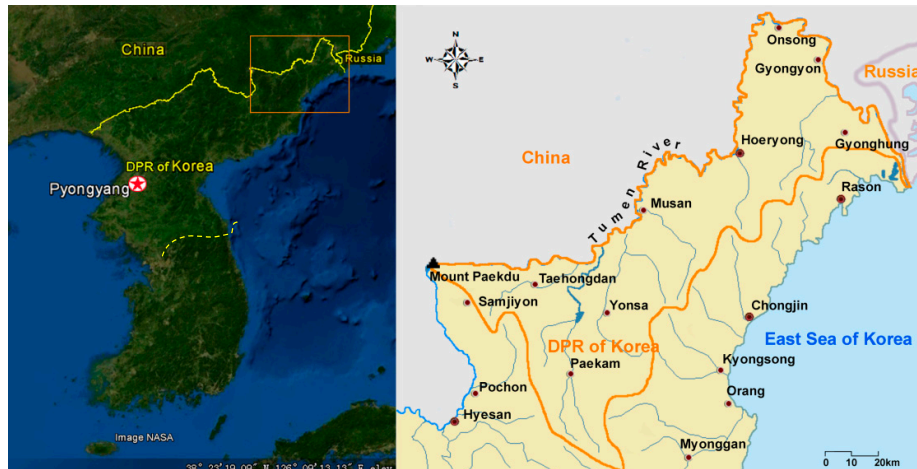 China
Russia
DPR of Korea
Pyongyang
Image NASA
N
W E
S
Onsong
Gyongyon
Russia
China
Tumen River
Hoeryong
Gyonghung
Rason
Musan
Mount Paekdu
Taehongdan
Samjiyon
Yonsa
Chongjin
East Sea of Korea
DPR of Korea
Paekam
Kyongsong
Pochon
Orang
Hyesan
Myonggan
0 10 20km